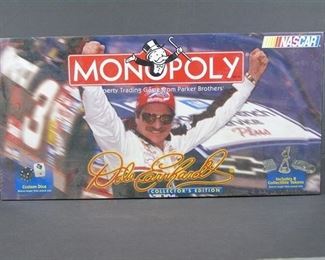 NASCAR
MONOPOLY
Property Trading Game from Parker Brothers
3
Plus
Dale Earnhardt
COLLECTOR'S EDITION
Custom Dice
Includes 6
Collectible Tokens